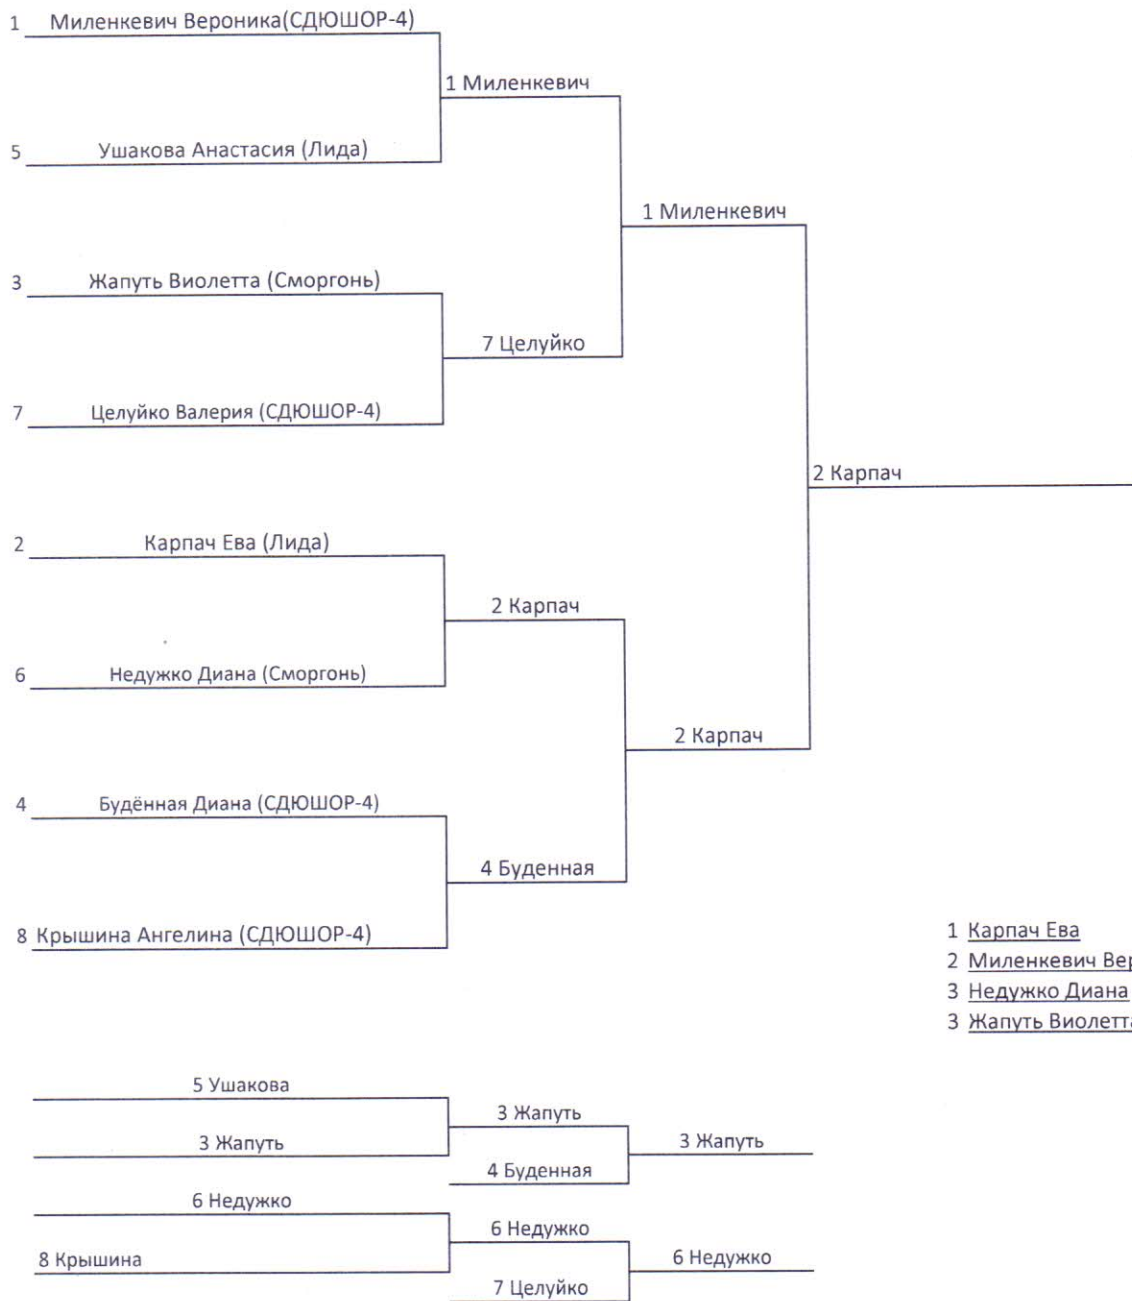 1 Миленкевич Вероника(СДЮШОР-4)
1 Миленкевич
5 Ушакова Анастасия (Лида)
1 Миленкевич
3 Жапуть Виолетта (Сморгонь)
7 Целуйко
7 Целуйко Валерия (СДЮШОР-4)
2 Карпач
2 Карпач Ева (Лида)
2 Карпач
6 Недужко Диана (Сморгонь)
2 Карпач
4 Будённая Диана (СДЮШОР-4)
4 Буденная
8 Крышина Ангелина (СДЮШОР-4)
1 Карпач Ева
2 Миленкевич Вер
3 Недужко Диана
3 Жапуть Виолетта
5 Ушакова
3 Жапуть
3 Жапуть
3 Жапуть
4 Буденная
6 Недужко
6 Недужко
8 Крышина
6 Недужко
7 Целуйко